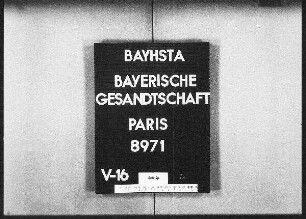 BAYHSTA
BAYERISCHE
GESANDTSCHAFT
PARIS
8971
V-16